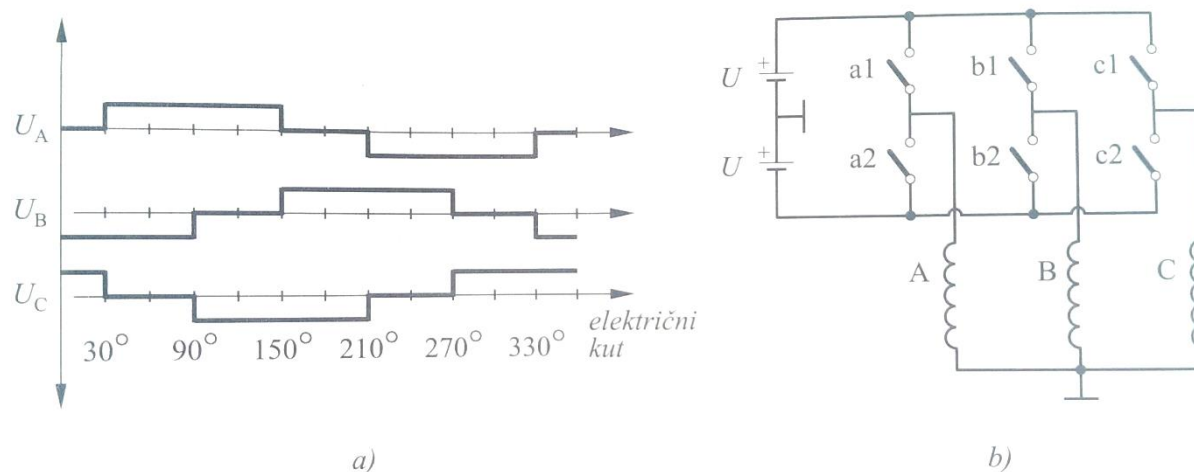 U_A
U_B
U_C
30° 90° 150° 210° 270° 330°
električni
kut
a)
U +
U +
a1 b1 c1
a2 b2 c2
A B C
b)